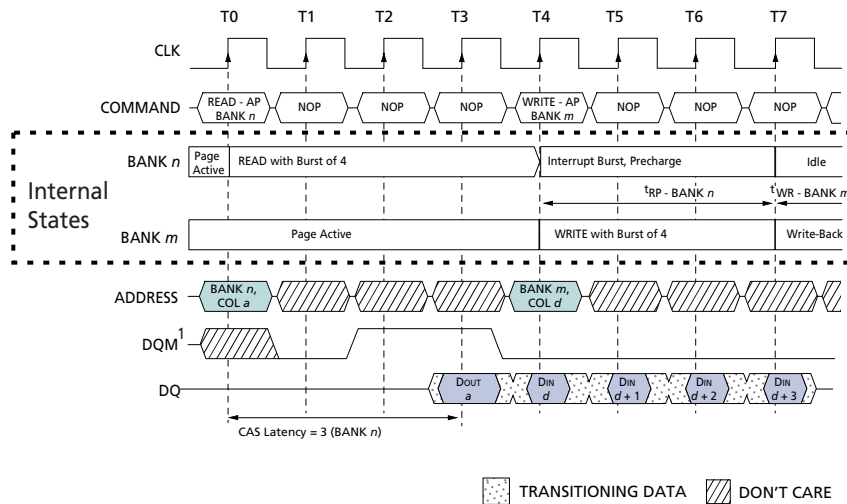 T0 T1 T2 T3 T4 T5 T6 T7
CLK
COMMAND READ - AP BANK n NOP NOP NOP WRITE - AP BANK m NOP NOP NOP
Internal States
BANK n Page Active READ with Burst of 4 Interrupt Burst, Precharge Idle
tRP - BANK n tWR - BANK m
BANK m Page Active WRITE with Burst of 4 Write-Back
ADDRESS BANK n, COL a BANK m, COL d
DQM1
DQ DOUT a DIN d DIN d + 1 DIN d + 2 DIN d + 3
CAS Latency = 3 (BANK n)
TRANSITIONING DATA DON'T CARE